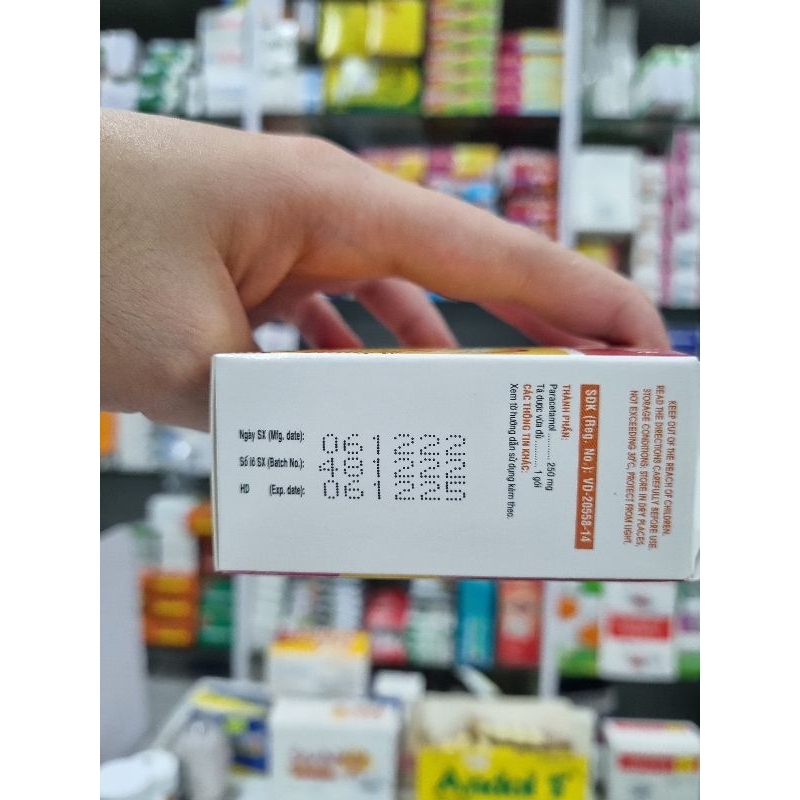 Ngày SX (Mfg. date): 061222
Số lô SX (Batch No.): 481222
HD (Exp. date): 061225
KEEP OUT OF THE REACH OF CHILDREN.
READ THE DIRECTIONS CAREFULLY BEFORE USE.
STORAGE CONDITIONS: STORE IN DRY PLACES,
NOT EXCEEDING 30°C, PROTECT FROM LIGHT.
SĐK (Reg. No.): VD-20558-14
THÀNH PHẦN:
Paracetamol .......... 250 mg
Tá dược vừa đủ .......... 1 gói
CÁC THÔNG TIN KHÁC:
Xem tờ hướng dẫn sử dụng kèm theo.